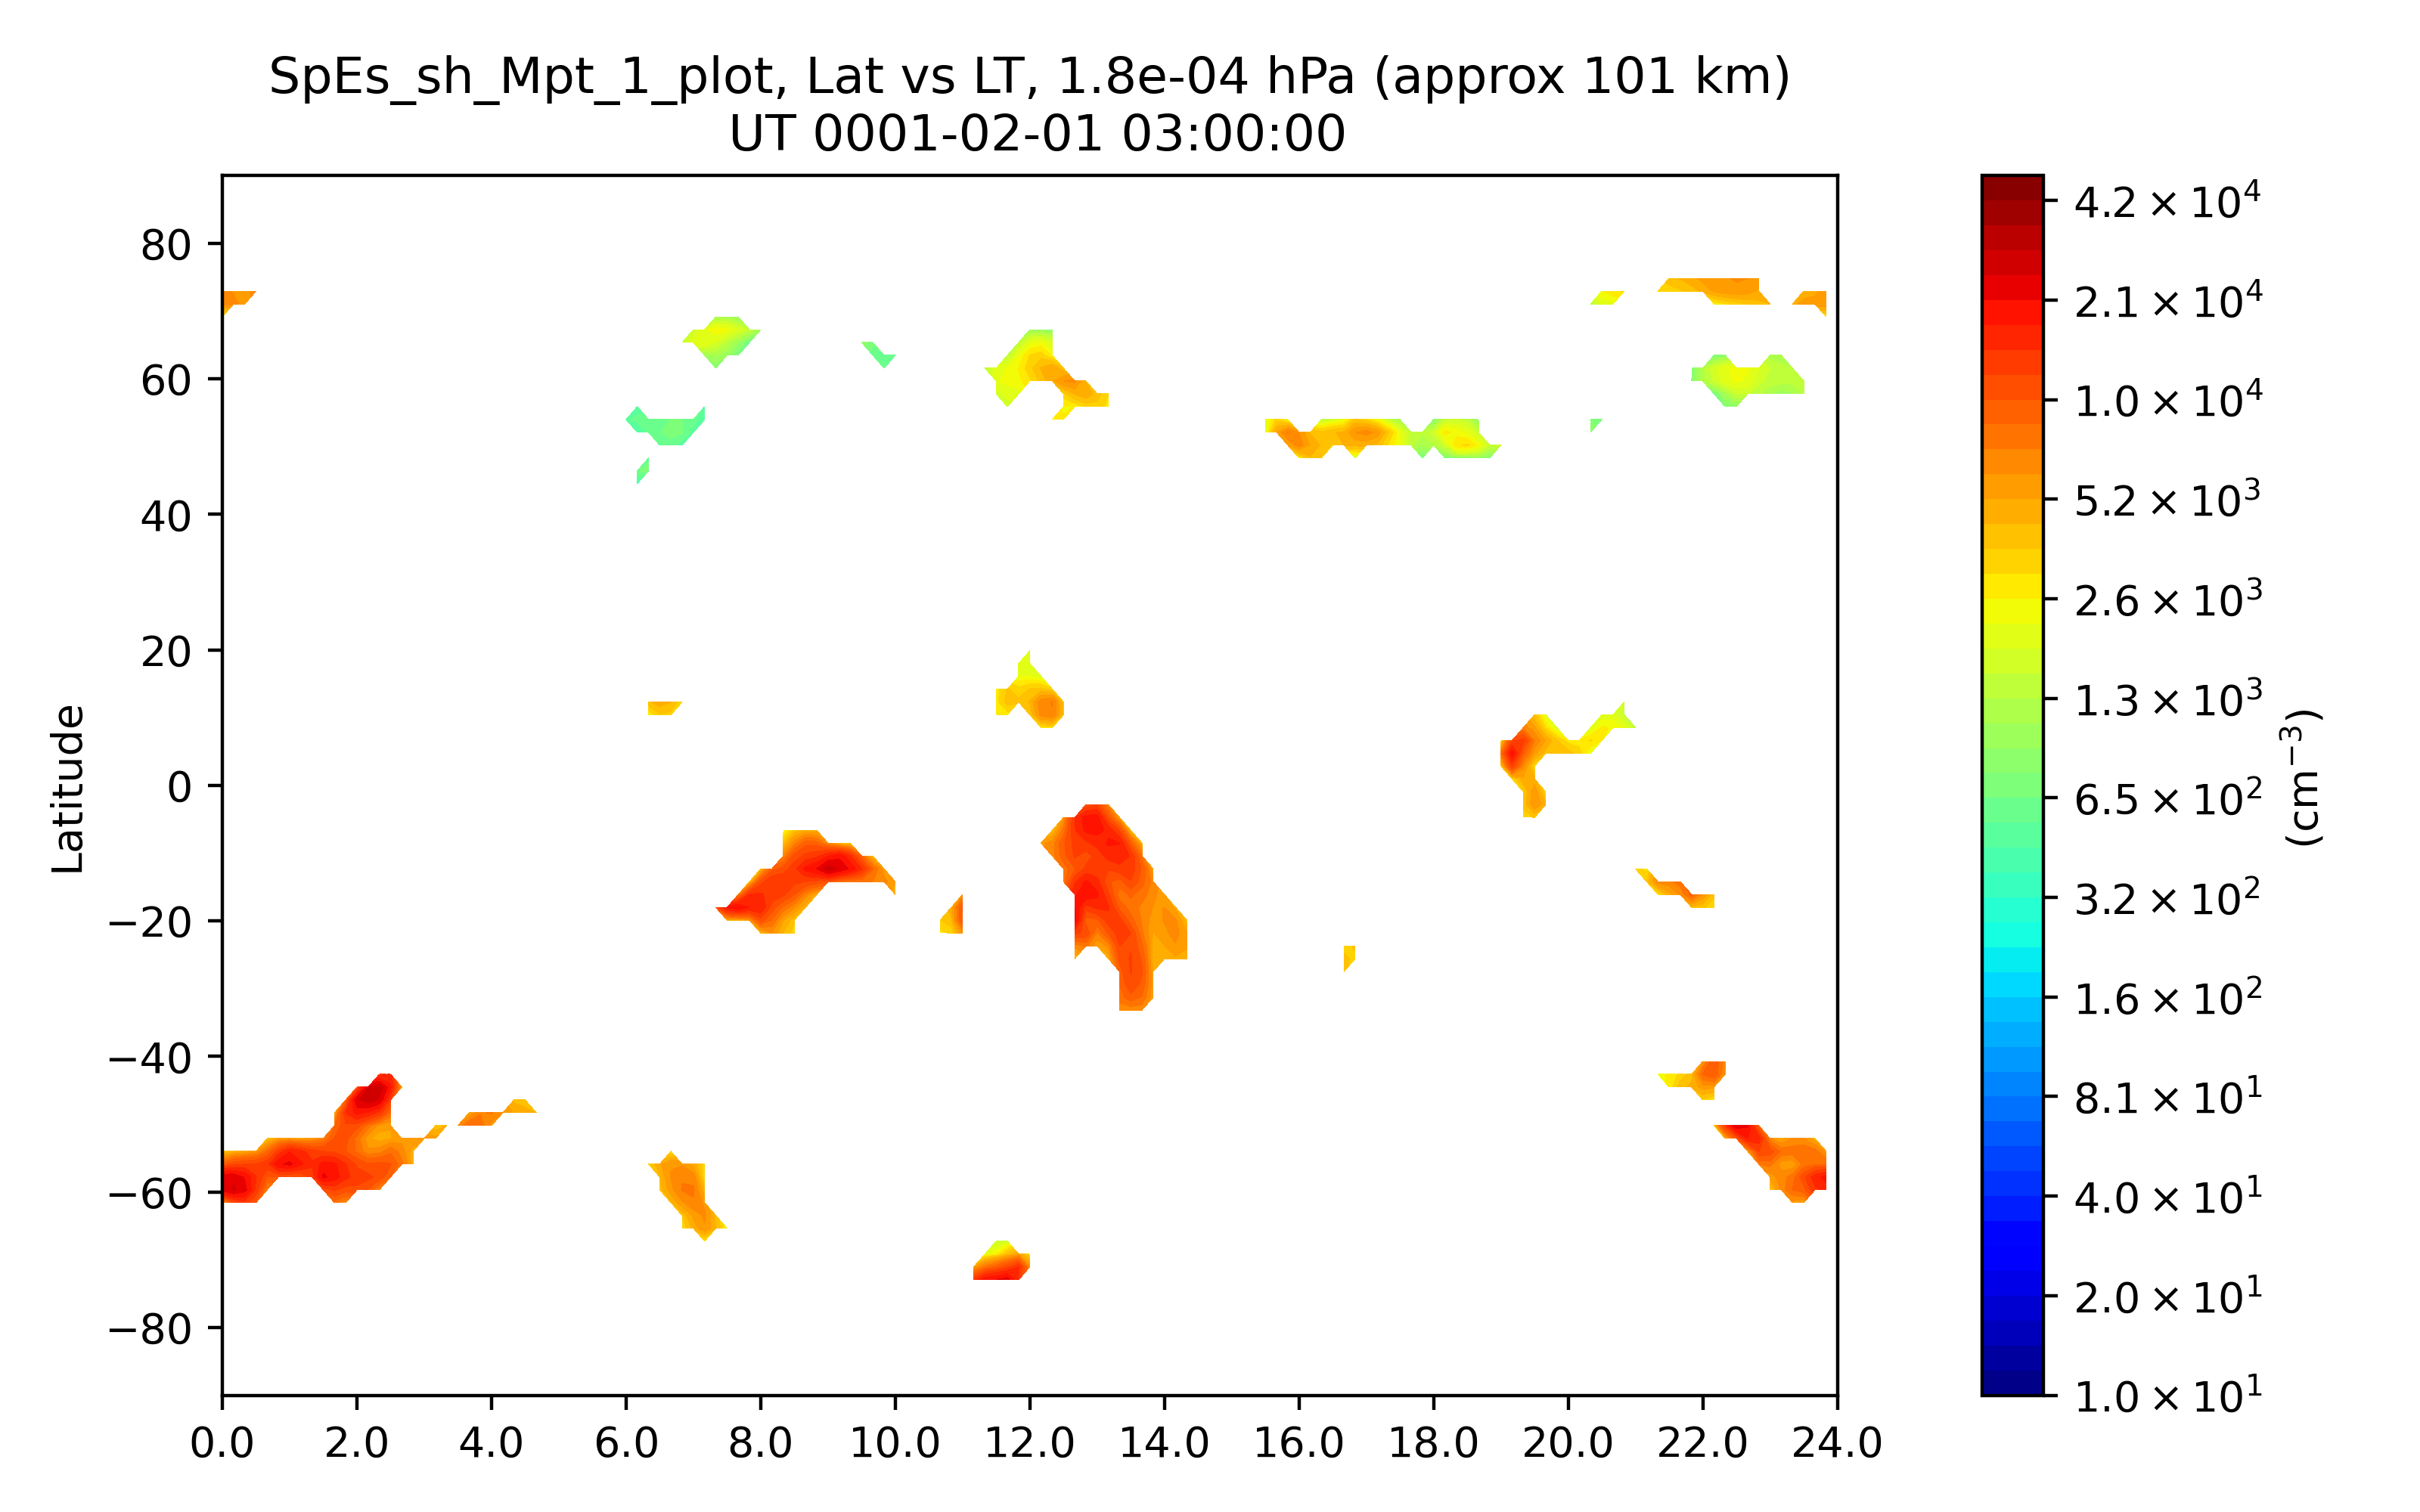 SpEs_sh_Mpt_1_plot, Lat vs LT, 1.8e-04 hPa (approx 101 km)
UT 0001-02-01 03:00:00
Latitude
80
60
40
20
0
−20
−40
−60
−80
0.0 2.0 4.0 6.0 8.0 10.0 12.0 14.0 16.0 18.0 20.0 22.0 24.0
4.2 × 10⁴
2.1 × 10⁴
1.0 × 10⁴
5.2 × 10³
2.6 × 10³
1.3 × 10³
6.5 × 10²
3.2 × 10²
1.6 × 10²
8.1 × 10¹
4.0 × 10¹
2.0 × 10¹
1.0 × 10¹
(cm⁻³)